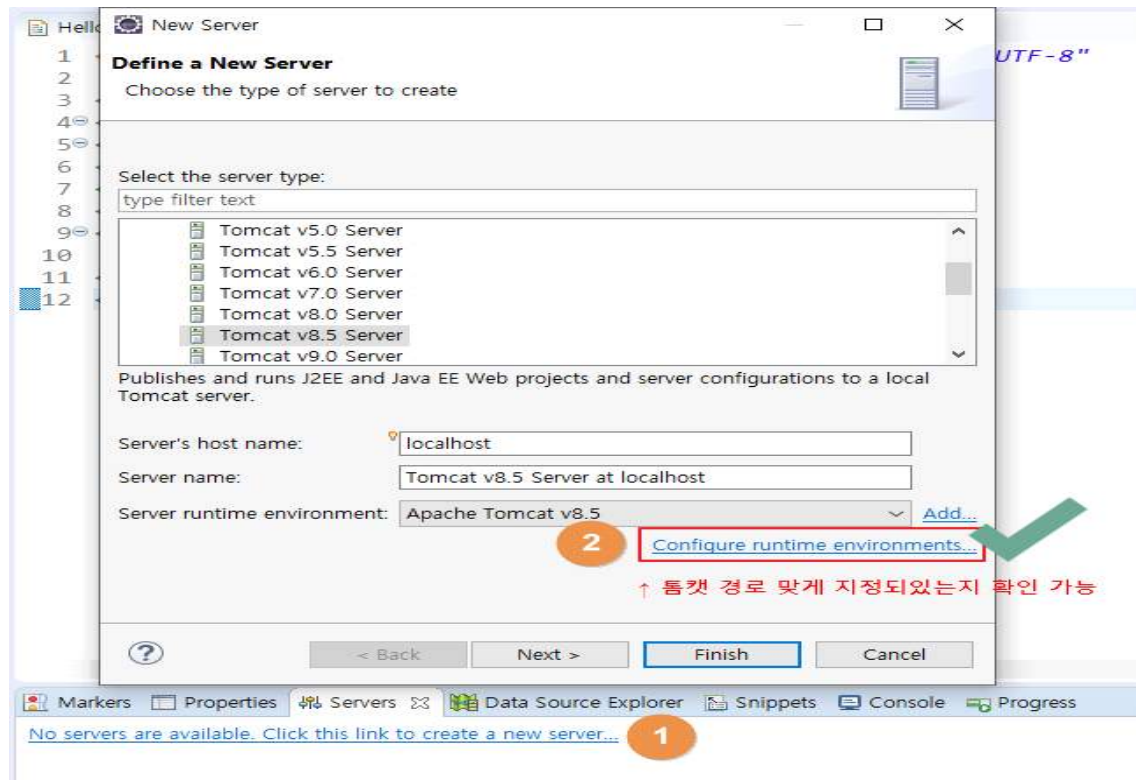 Hell
New Server
Define a New Server
Choose the type of server to create
UTF-8"
1
2
3
4
5
6
7
8
9
10
11
12
Select the server type:
type filter text
Tomcat v5.0 Server
Tomcat v5.5 Server
Tomcat v6.0 Server
Tomcat v7.0 Server
Tomcat v8.0 Server
Tomcat v8.5 Server
Tomcat v9.0 Server
Publishes and runs J2EE and Java EE Web projects and server configurations to a local
Tomcat server.
Server's host name: localhost
Server name: Tomcat v8.5 Server at localhost
Server runtime environment: Apache Tomcat v8.5 Add...
2 Configure runtime environments...
↑ 톰캣 경로 맞게 지정되있는지 확인 가능
? < Back Next > Finish Cancel
Markers Properties Servers Data Source Explorer Snippets Console Progress
No servers are available. Click this link to create a new server... 1